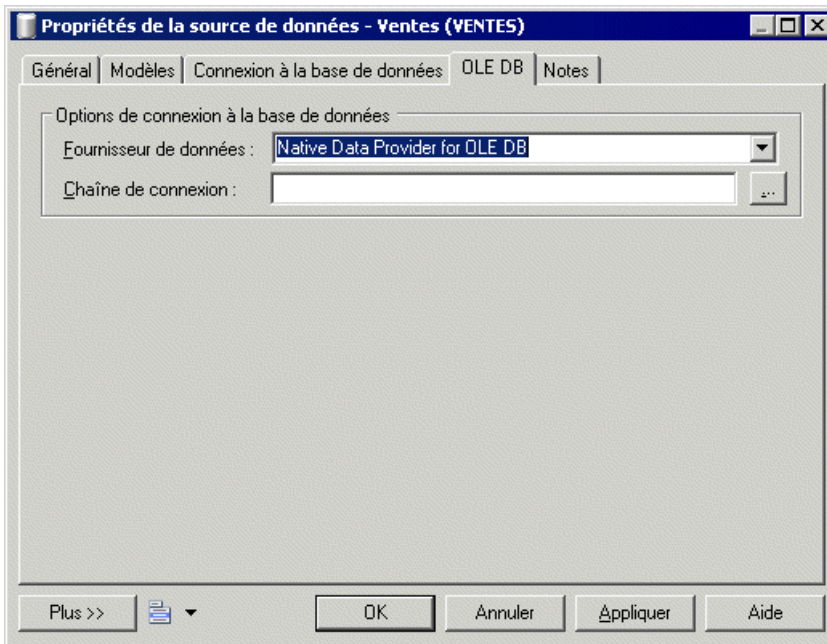 Propriétés de la source de données - Ventes (VENTES)
Général Modèles Connexion à la base de données OLE DB Notes
Options de connexion à la base de données
Fournisseur de données : Native Data Provider for OLE DB
Chaîne de connexion : ...
Plus >> OK Annuler Appliquer Aide